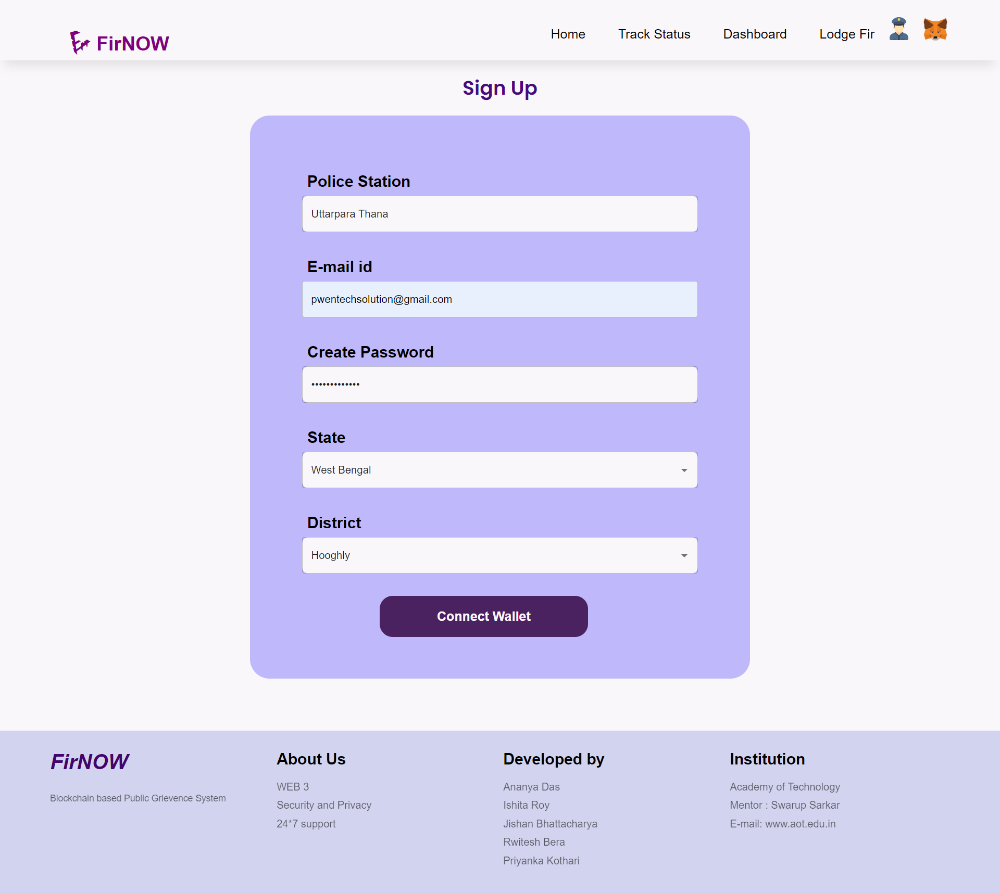 FirNOW
Home Track Status Dashboard Lodge Fir
Sign Up
Police Station
Uttarpara Thana
E-mail id
pwentechsolution@gmail.com
Create Password
•••••••••••••
State
West Bengal
District
Hooghly
Connect Wallet
FirNOW
Blockchain based Public Grievence System
About Us
WEB 3
Security and Privacy
24*7 support
Developed by
Ananya Das
Ishita Roy
Jishan Bhattacharya
Rwitesh Bera
Priyanka Kothari
Institution
Academy of Technology
Mentor : Swarup Sarkar
E-mail: www.aot.edu.in